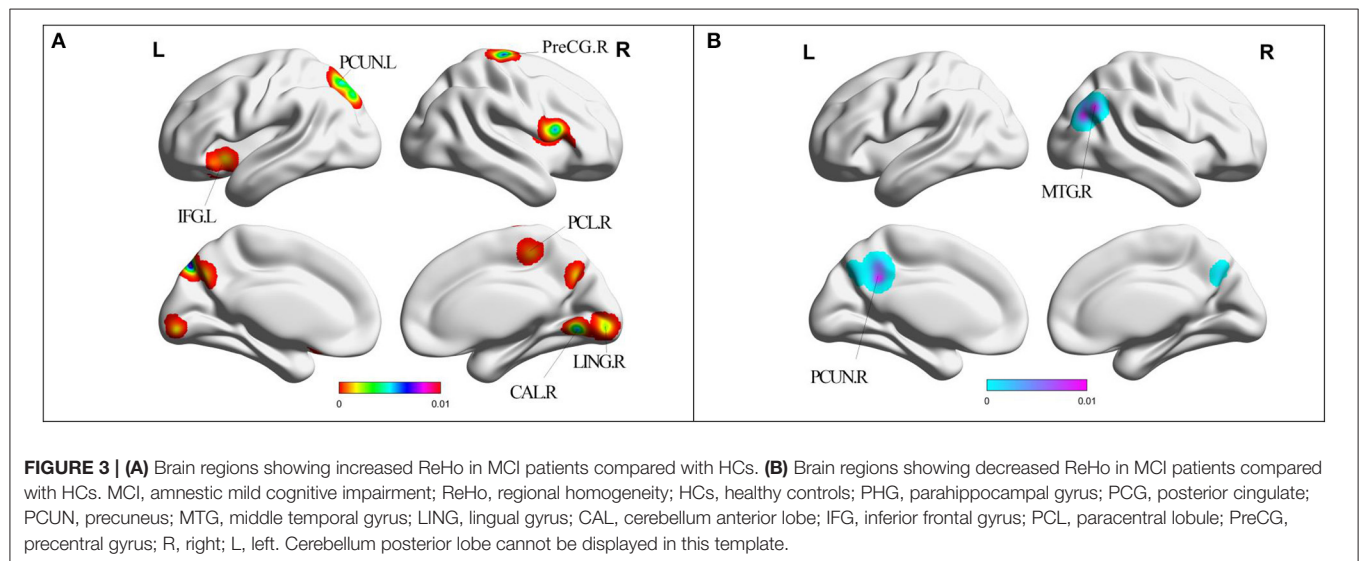 A
B
L
R
PCUN.L
PreCG.R
IFG.L
PCL.R
LING.R
CAL.R
0
0.01
L
R
MTG.R
PCUN.R
0
0.01
FIGURE 3 | (A) Brain regions showing increased ReHo in MCI patients compared with HCs. (B) Brain regions showing decreased ReHo in MCI patients compared
with HCs. MCI, amnestic mild cognitive impairment; ReHo, regional homogeneity; HCs, healthy controls; PHG, parahippocampal gyrus; PCG, posterior cingulate;
PCUN, precuneus; MTG, middle temporal gyrus; LING, lingual gyrus; CAL, cerebellum anterior lobe; IFG, inferior frontal gyrus; PCL, paracentral lobule; PreCG,
precentral gyrus; R, right; L, left. Cerebellum posterior lobe cannot be displayed in this template.